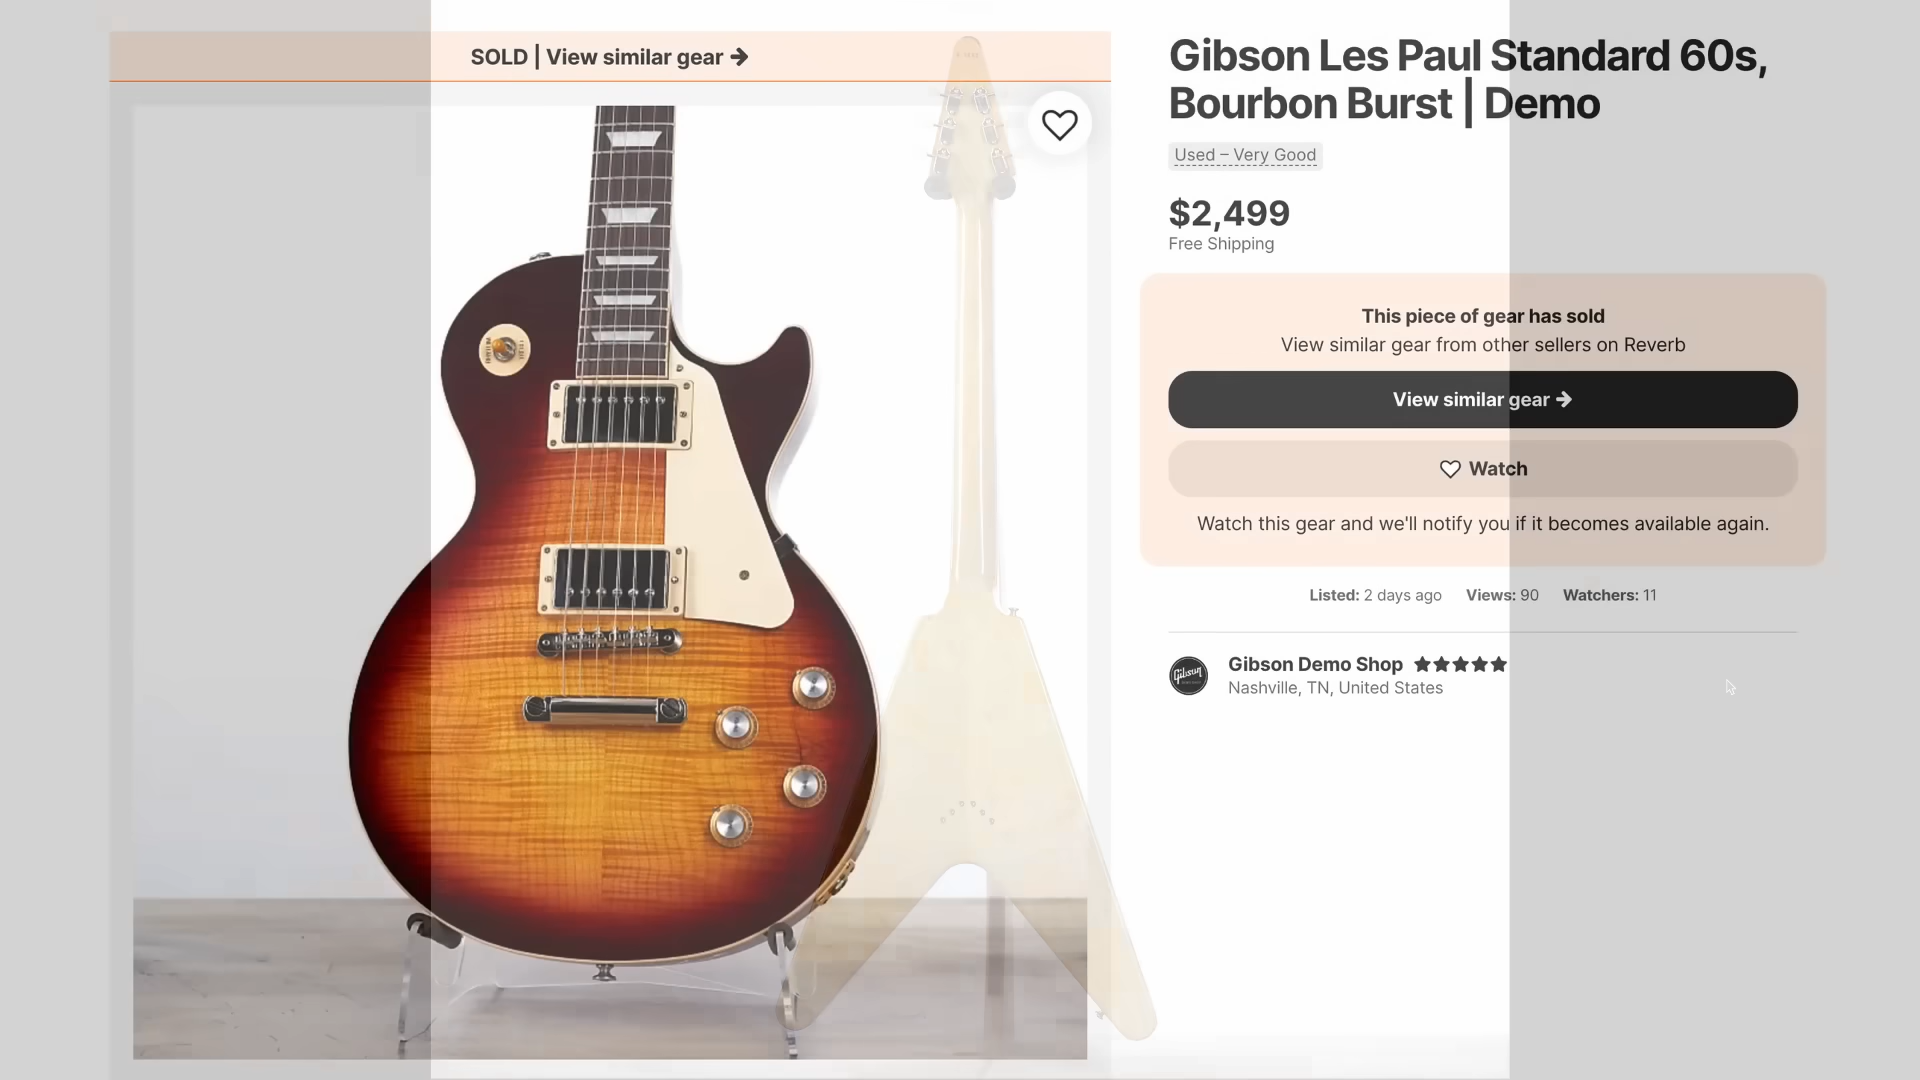 SOLD | View similar gear →
Gibson Les Paul Standard 60s,
Bourbon Burst | Demo
Used – Very Good
$2,499
Free Shipping
This piece of gear has sold
View similar gear from other sellers on Reverb
View similar gear →
Watch
Watch this gear and we'll notify you if it becomes available again.
Listed: 2 days ago Views: 90 Watchers: 11
Gibson
Gibson Demo Shop ★★★★★
Nashville, TN, United States